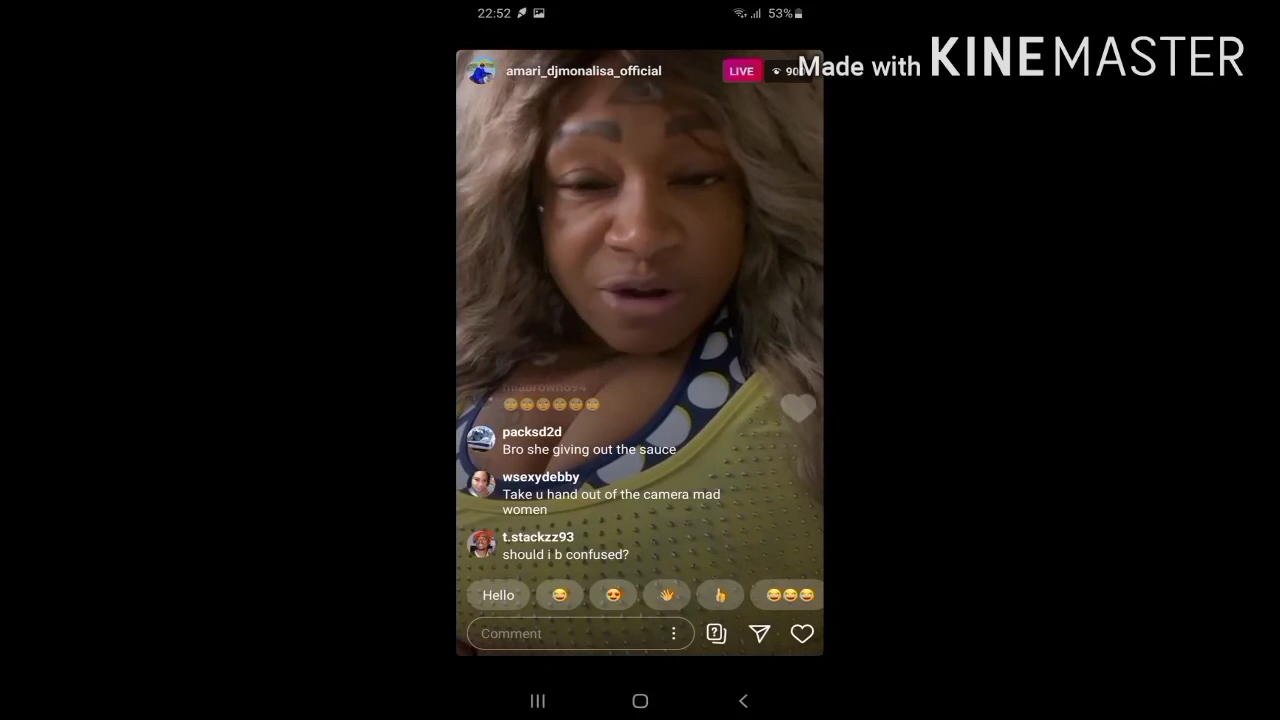 22:52
53%
amari_djmonalisa_official
LIVE
90
Made with KINEMASTER
packsd2d
Bro she giving out the sauce
wsexydebby
Take u hand out of the camera mad
women
t.stackzz93
should i b confused?
Hello
Comment